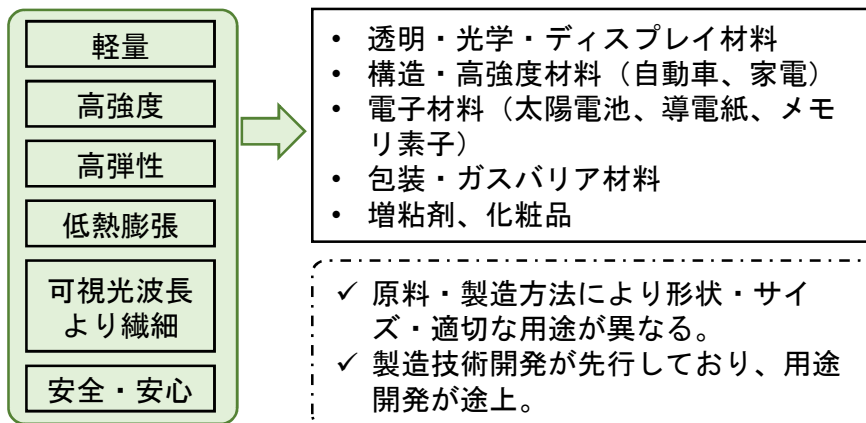 軽量
高強度
高弾性
低熱膨張
可視光波長
より繊細
安全・安心
• 透明・光学・ディスプレイ材料
• 構造・高強度材料（自動車、家電）
• 電子材料（太陽電池、導電紙、メモ
リ素子）
• 包装・ガスバリア材料
• 増粘剤、化粧品
✓ 原料・製造方法により形状・サイ
ズ・適切な用途が異なる。
✓ 製造技術開発が先行しており、用途
開発が途上。